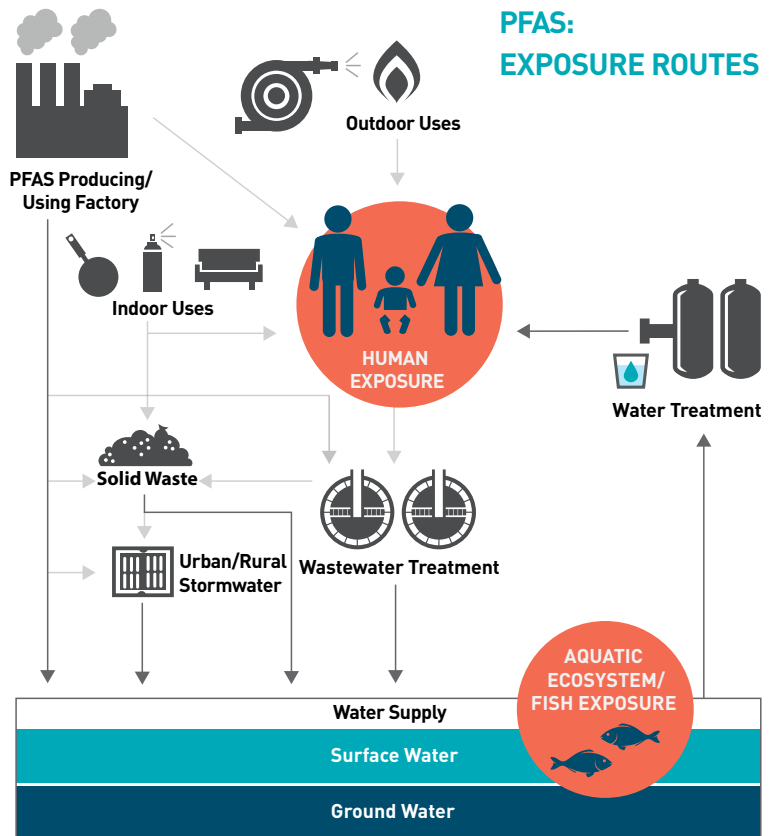 PFAS:
EXPOSURE ROUTES
Outdoor Uses
PFAS Producing/
Using Factory
Indoor Uses
HUMAN
EXPOSURE
Water Treatment
Solid Waste
Urban/Rural
Stormwater
Wastewater Treatment
AQUATIC
ECOSYSTEM/
FISH EXPOSURE
Water Supply
Surface Water
Ground Water